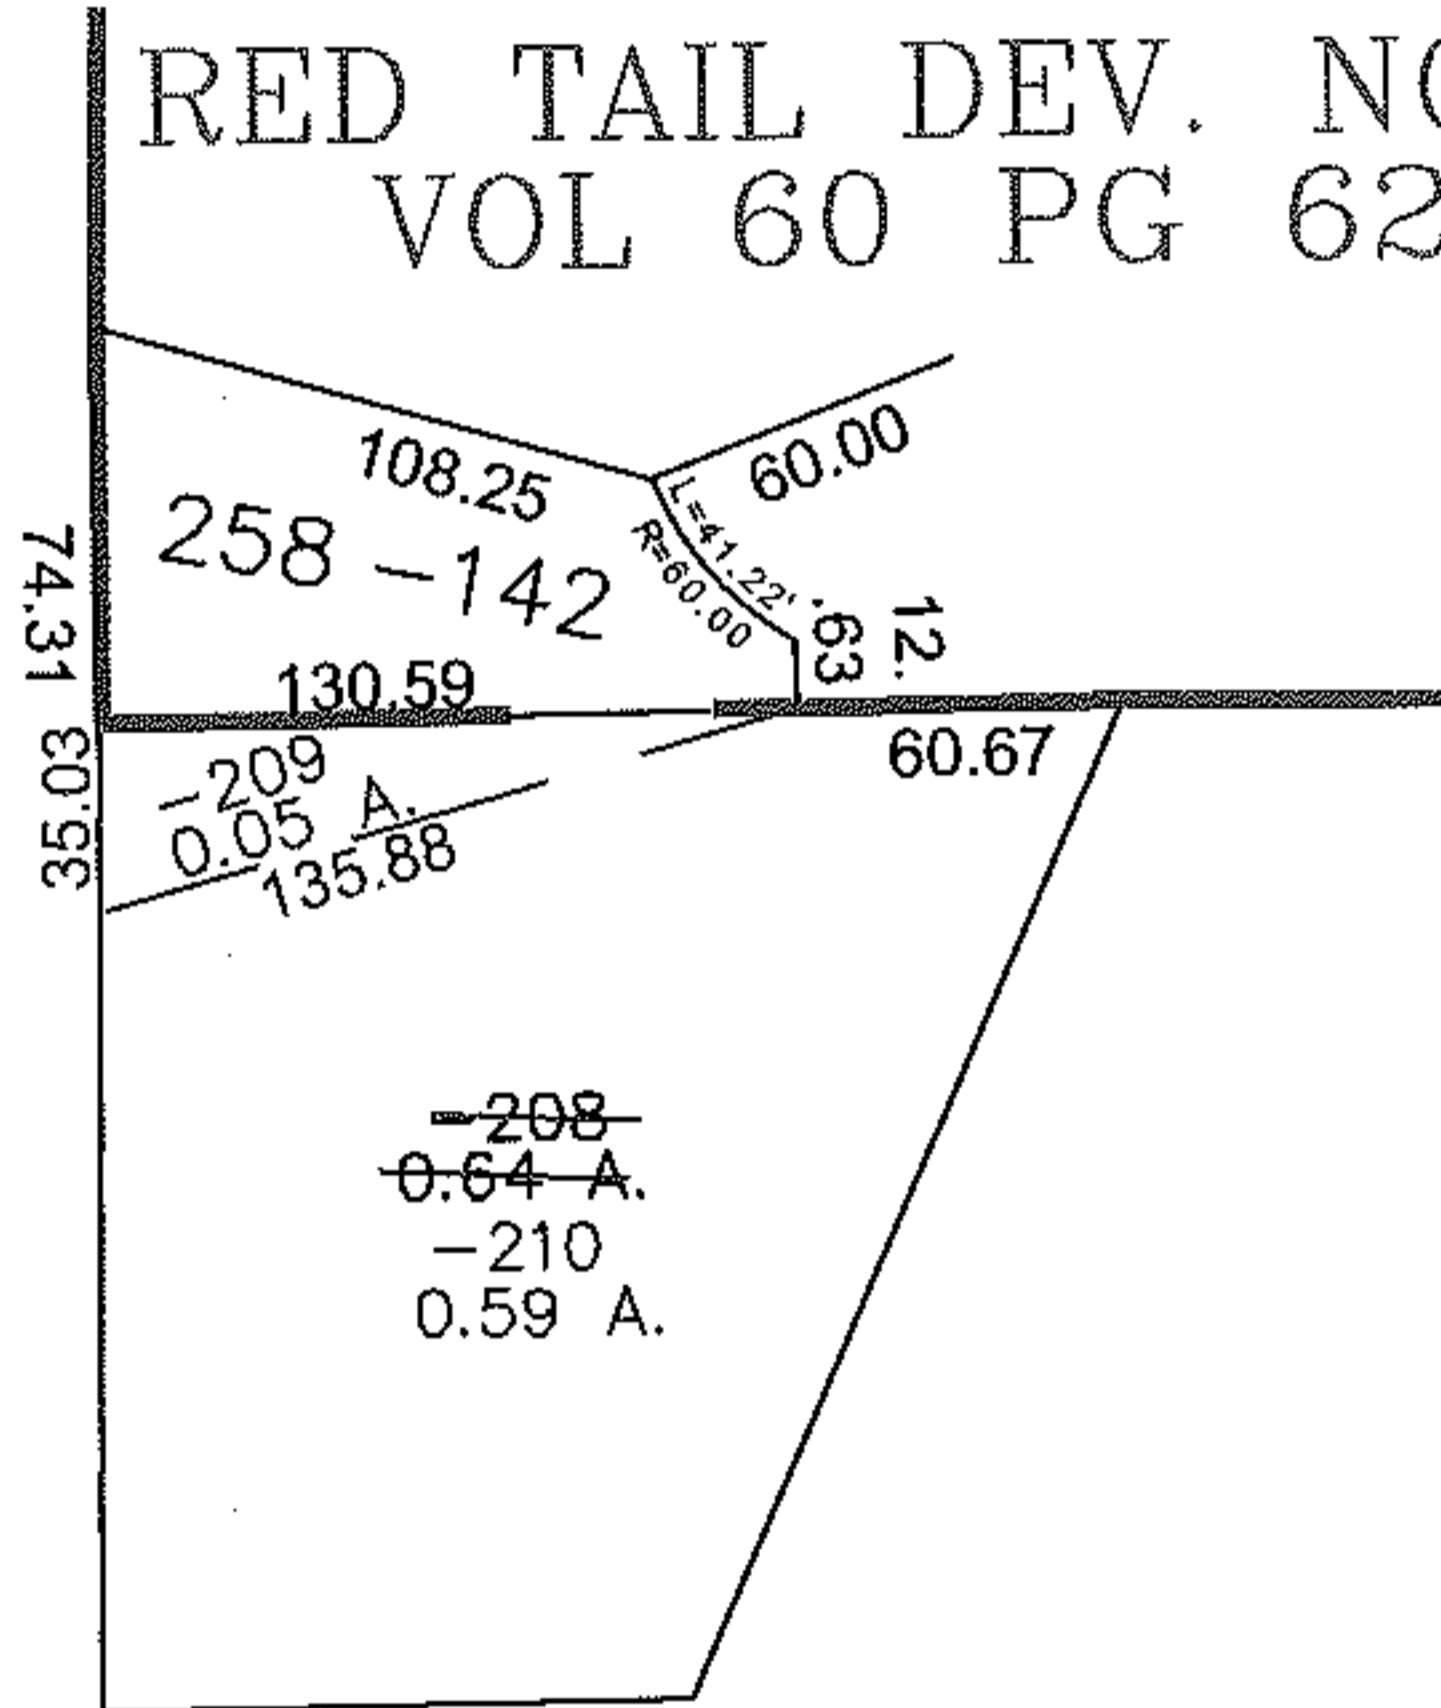 RED TAIL DEV.
VOL 60 PG 62
108.25
60.00
258-142
L=41.22'
R=60.00
12.
.63
74.31
130.59
60.67
35.03
-209
0.05 A.
135.88
-208
0.64 A.
-210
0.59 A.